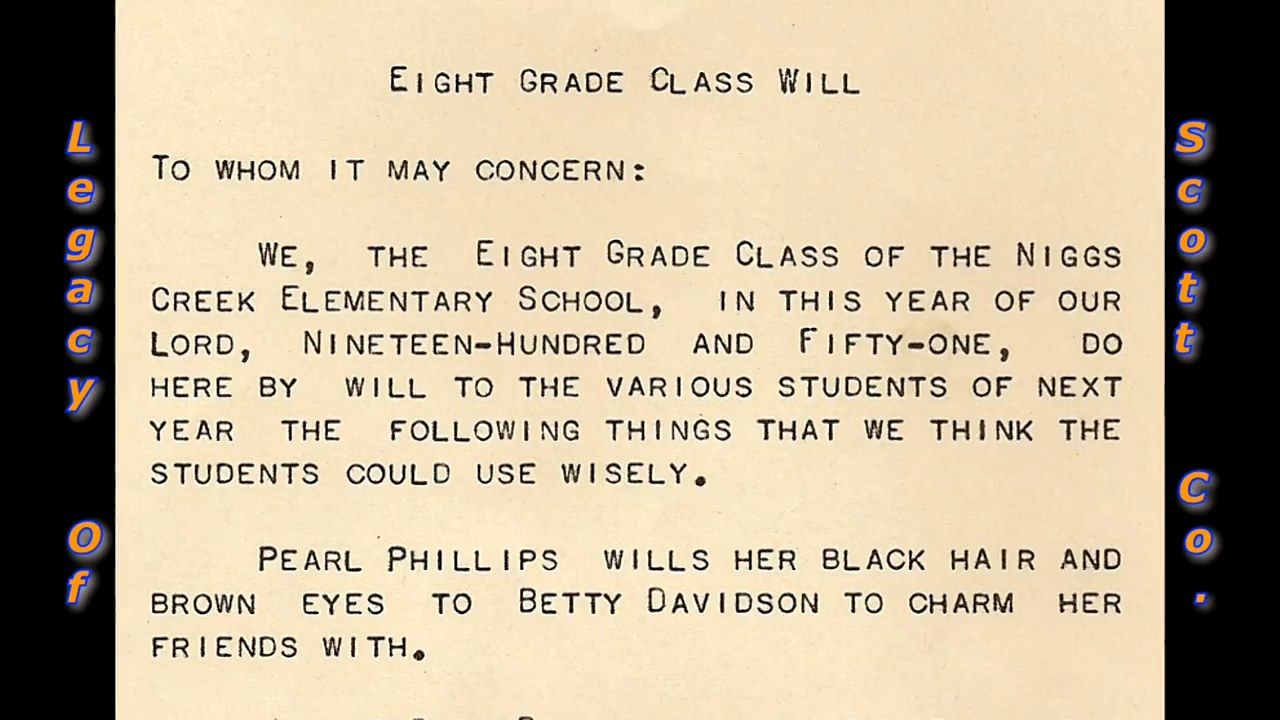 Legacy Of
EIGHT GRADE CLASS WILL
TO WHOM IT MAY CONCERN:
WE, THE EIGHT GRADE CLASS OF THE NIGGS
CREEK ELEMENTARY SCHOOL, IN THIS YEAR OF OUR
LORD, NINETEEN-HUNDRED AND FIFTY-ONE, DO
HERE BY WILL TO THE VARIOUS STUDENTS OF NEXT
YEAR THE FOLLOWING THINGS THAT WE THINK THE
STUDENTS COULD USE WISELY.
PEARL PHILLIPS WILLS HER BLACK HAIR AND
BROWN EYES TO BETTY DAVIDSON TO CHARM HER
FRIENDS WITH.
Scott Co.